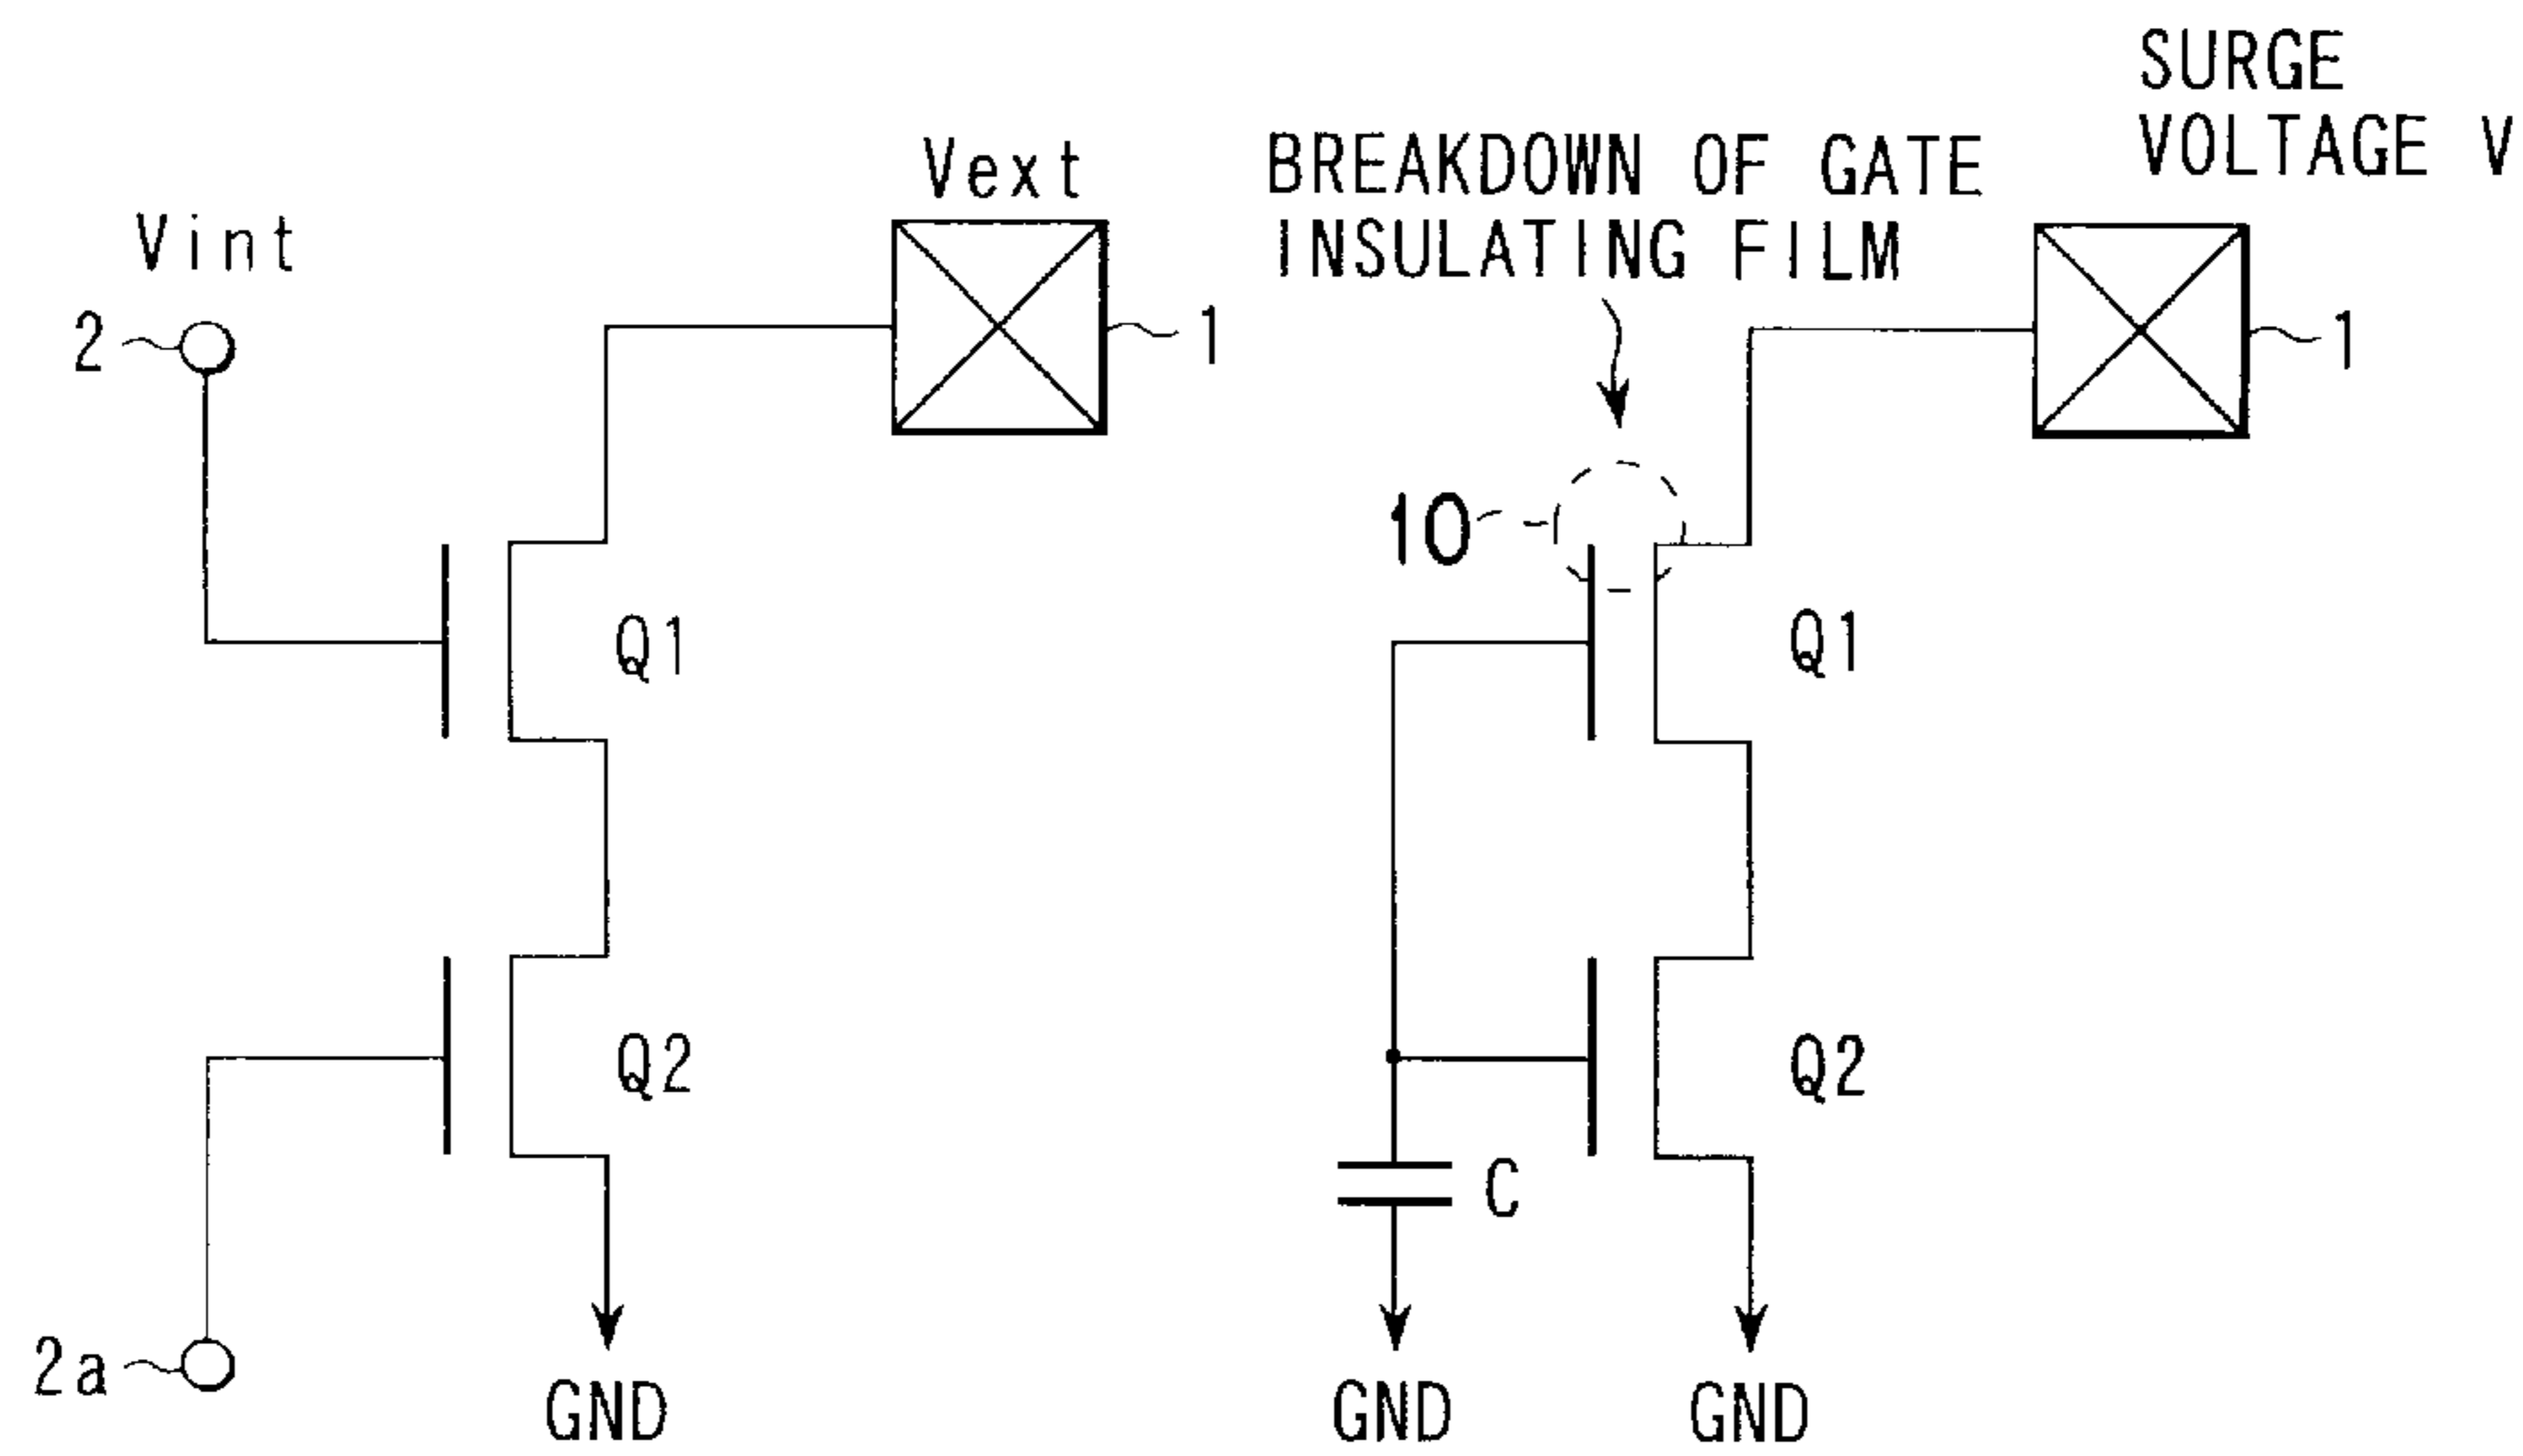 Vint
2
Vext
1
Q1
Q2
2a
GND
BREAKDOWN OF GATE
INSULATING FILM
SURGE
VOLTAGE V
1
10
Q1
Q2
C
GND
GND